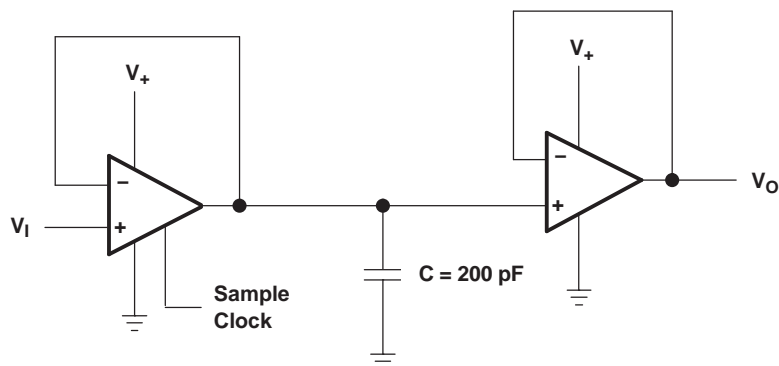 V+
V+
−
+
VI
−
+
VO
C = 200 pF
Sample
Clock